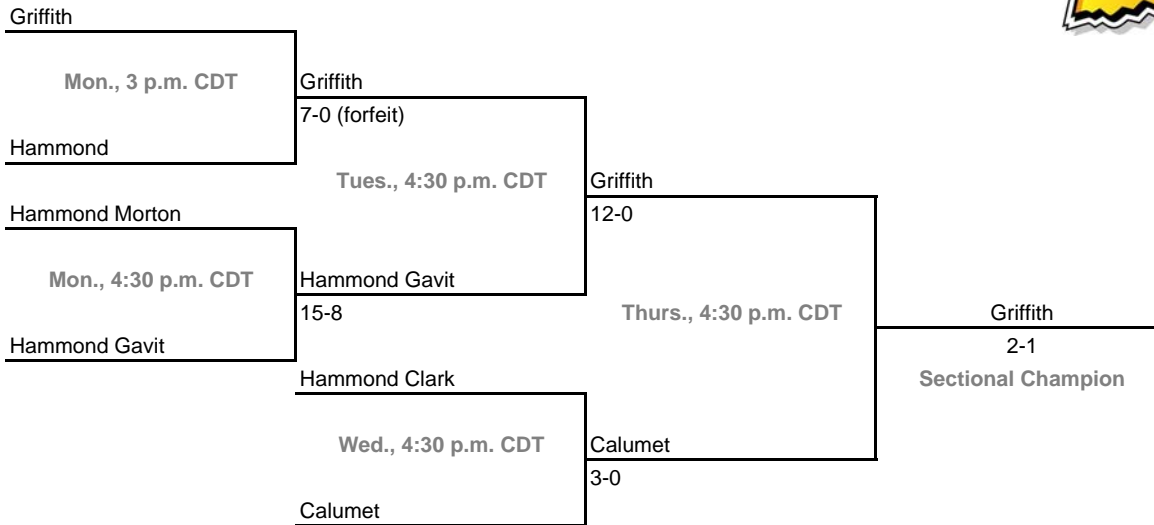 Griffith
Mon., 3 p.m. CDT
Griffith
7-0 (forfeit)
Hammond
Tues., 4:30 p.m. CDT
Griffith
12-0
Hammond Morton
Mon., 4:30 p.m. CDT
Hammond Gavit
15-8
Thurs., 4:30 p.m. CDT
Griffith
2-1
Sectional Champion
Hammond Gavit
Hammond Clark
Wed., 4:30 p.m. CDT
Calumet
3-0
Calumet